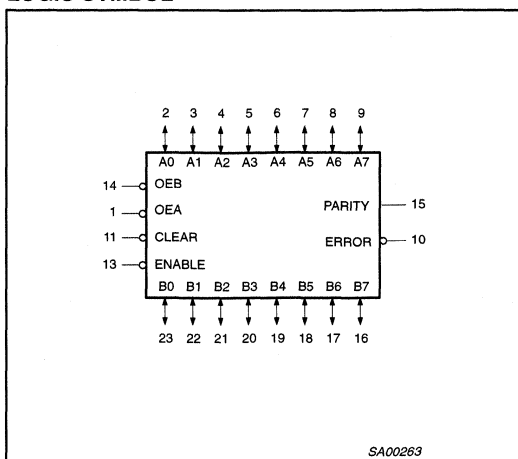 2 3 4 5 6 7 8 9
A0 A1 A2 A3 A4 A5 A6 A7
14 OEB
PARITY 15
1 OEA
11 CLEAR
ERROR 10
13 ENABLE
B0 B1 B2 B3 B4 B5 B6 B7
23 22 21 20 19 18 17 16
SA00263